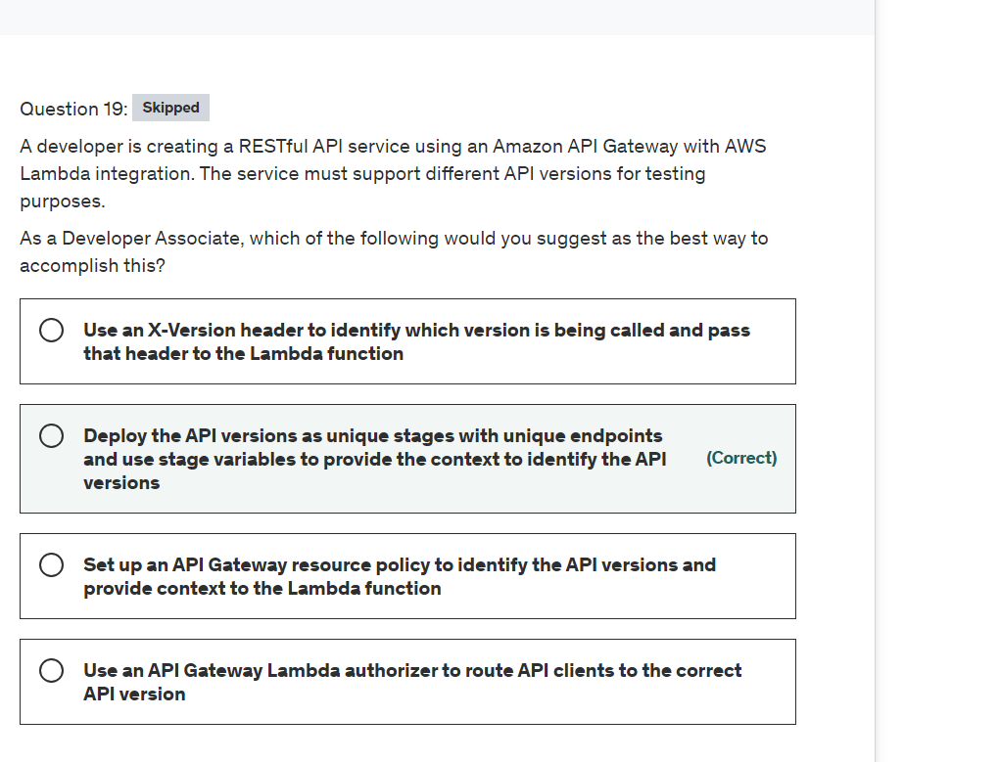 Question 19: Skipped
A developer is creating a RESTful API service using an Amazon API Gateway with AWS
Lambda integration. The service must support different API versions for testing
purposes.
As a Developer Associate, which of the following would you suggest as the best way to
accomplish this?
Use an X-Version header to identify which version is being called and pass
that header to the Lambda function
Deploy the API versions as unique stages with unique endpoints
and use stage variables to provide the context to identify the API
versions
(Correct)
Set up an API Gateway resource policy to identify the API versions and
provide context to the Lambda function
Use an API Gateway Lambda authorizer to route API clients to the correct
API version